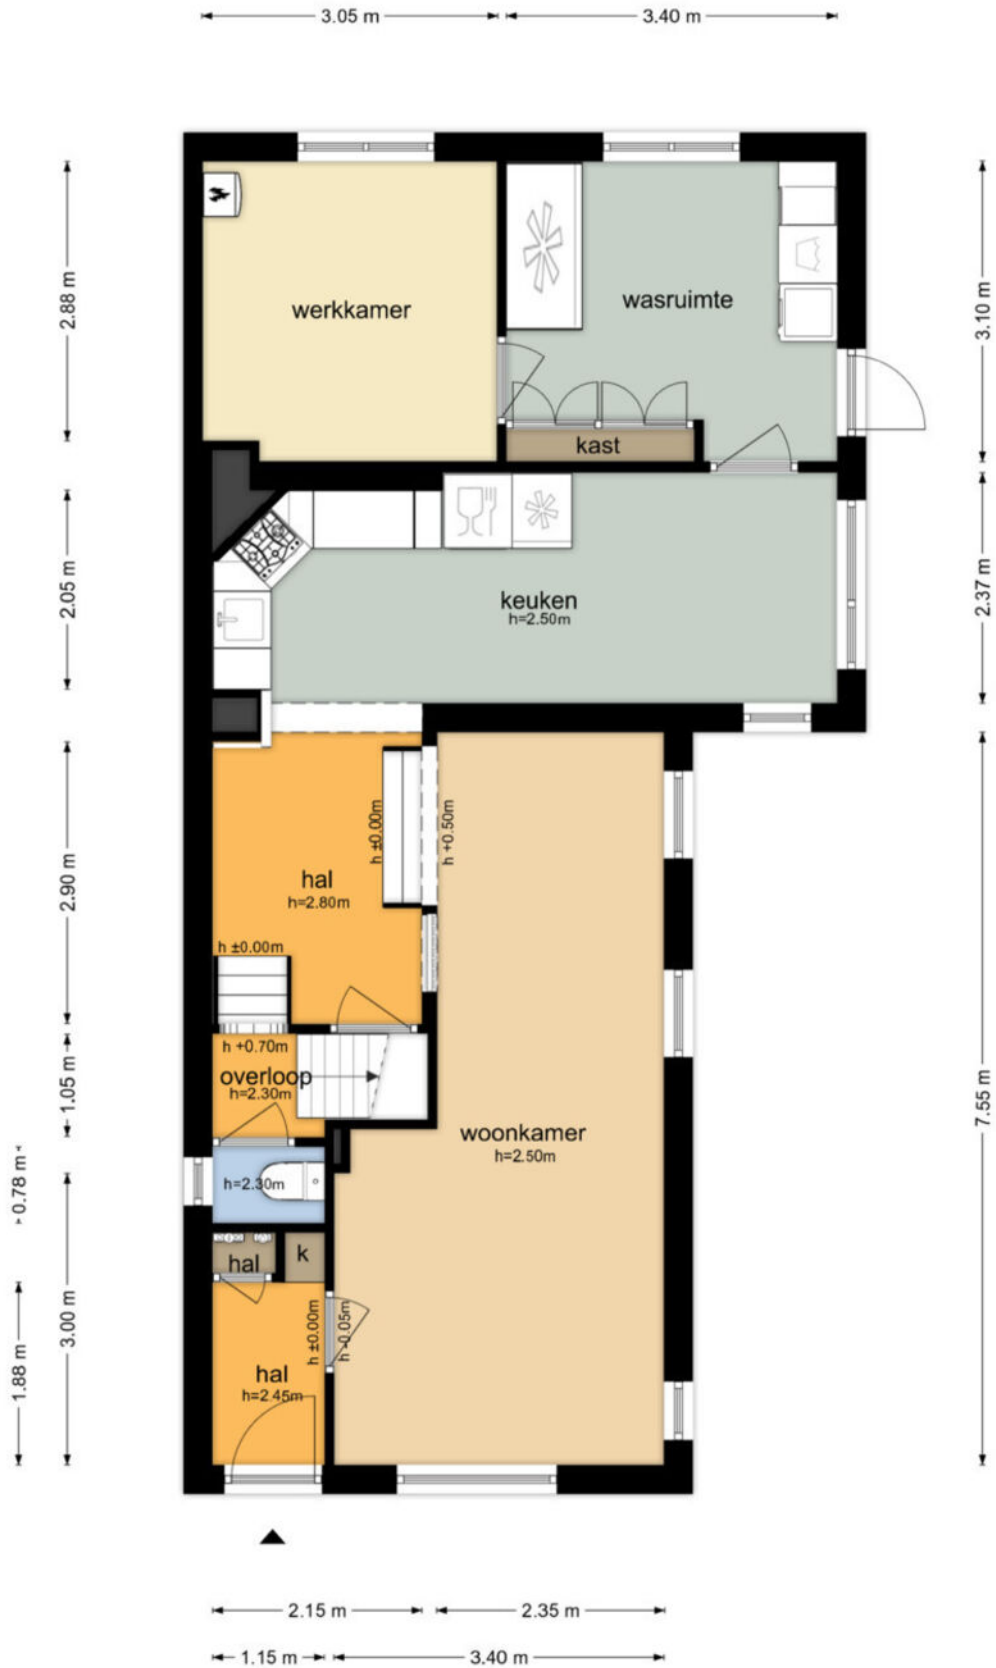 3.05 m
3.40 m
2.88 m
werkkamer
wasruimte
3.10 m
kast
2.05 m
keuken
h=2.50m
2.37 m
2.90 m
h ±0.00m
h +0.50m
hal
h=2.80m
h ±0.00m
h +0.70m
overloop
h=2.30m
1.05 m
woonkamer
h=2.50m
7.55 m
0.78 m
h=2.30m
hal
k
3.00 m
1.88 m
h ±0.00m
h -0.05m
hal
h=2.45m
2.15 m
2.35 m
1.15 m
3.40 m